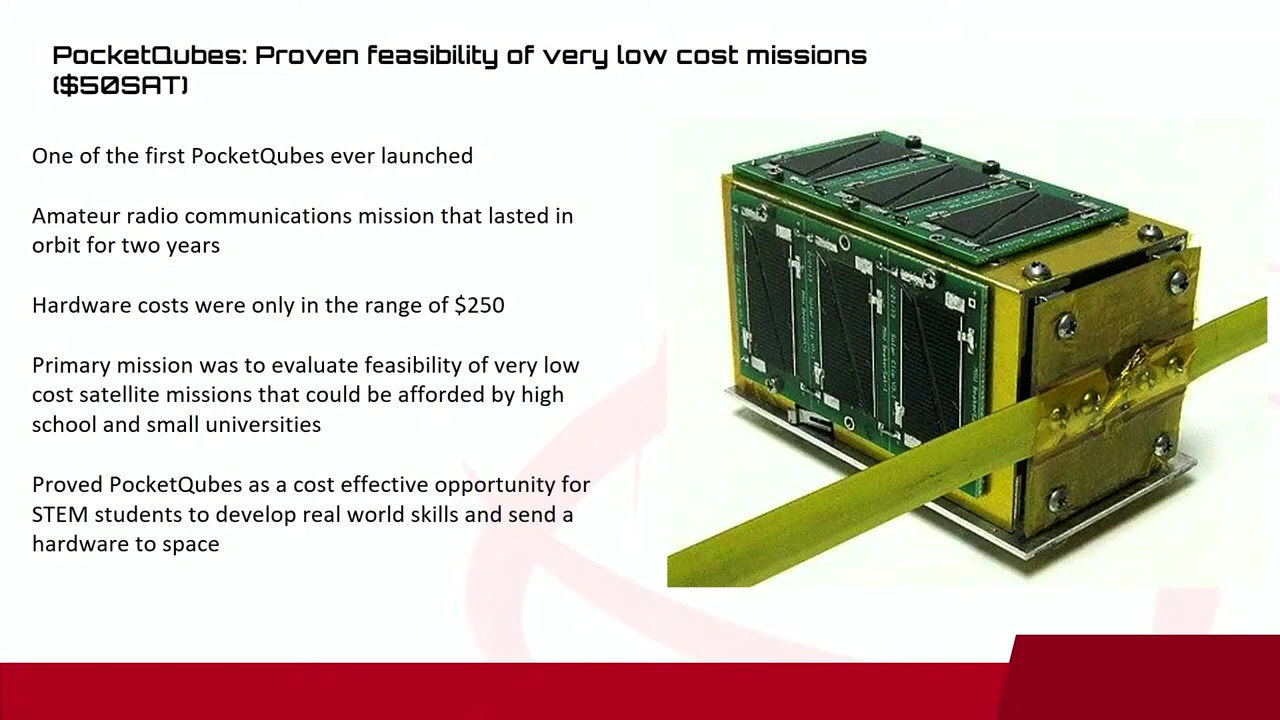 PocketQubes: Proven feasibility of very low cost missions
($50SAT)
One of the first PocketQubes ever launched
Amateur radio communications mission that lasted in
orbit for two years
Hardware costs were only in the range of $250
Primary mission was to evaluate feasibility of very low
cost satellite missions that could be afforded by high
school and small universities
Proved PocketQubes as a cost effective opportunity for
STEM students to develop real world skills and send a
hardware to space